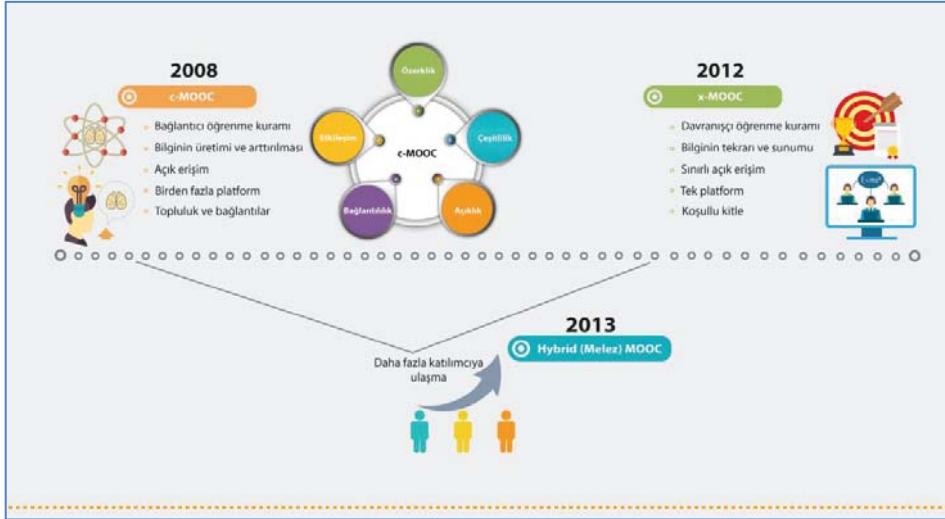 2008
c-MOOC
Bağlantıcı öğrenme kuramı
Bilginin üretimi ve arttırılması
Açık erişim
Birden fazla platform
Topluluk ve bağlantılar
Özerklik
Etkileşim
Çeşitlilik
c-MOOC
Bağlantılılık
Açıklık
2012
x-MOOC
Davranışçı öğrenme kuramı
Bilginin tekrarı ve sunumu
Sınırlı açık erişim
Tek platform
Koşullu kitle
2013
Hybrid (Melez) MOOC
Daha fazla katılımcıya
ulaşma